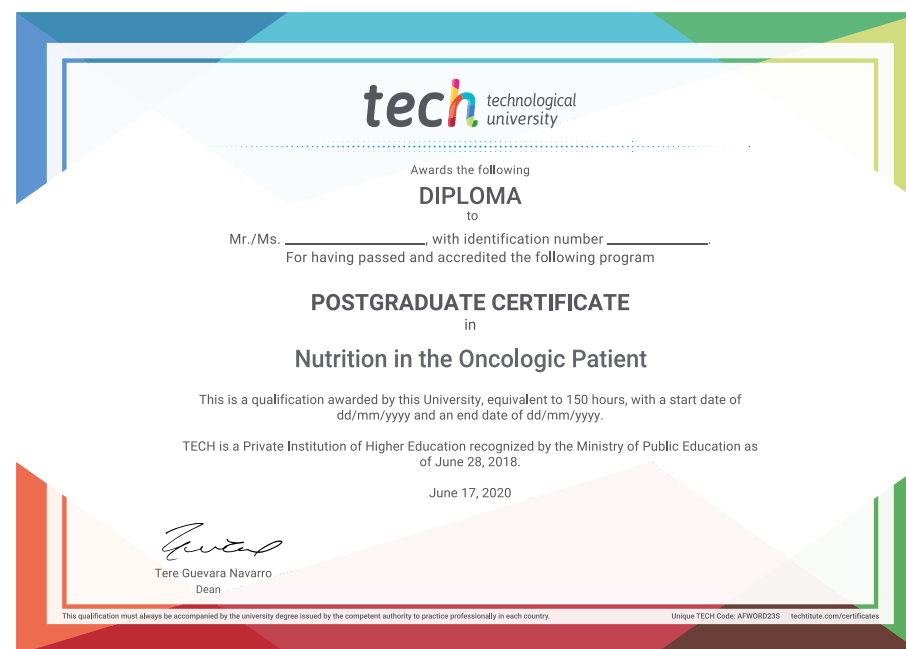 tech technological
university
Awards the following
DIPLOMA
to
Mr./Ms. ____________________, with identification number ______________.
For having passed and accredited the following program
POSTGRADUATE CERTIFICATE
in
Nutrition in the Oncologic Patient
This is a qualification awarded by this University, equivalent to 150 hours, with a start date of
dd/mm/yyyy and an end date of dd/mm/yyyy.
TECH is a Private Institution of Higher Education recognized by the Ministry of Public Education as
of June 28, 2018.
June 17, 2020
Tere Guevara Navarro
Dean
This qualification must always be accompanied by the university degree issued by the competent authority to practice professionally in each country.
Unique TECH Code: AFWORD23S techtitute.com/certificates